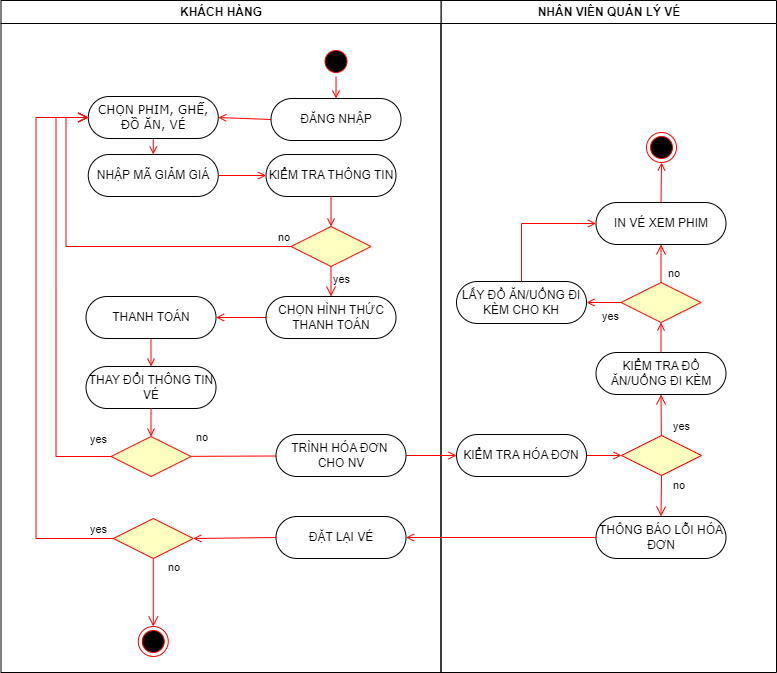 KHÁCH HÀNG
NHÂN VIÊN QUẢN LÝ VÉ
CHỌN PHIM, GHẾ,
ĐỒ ĂN, VÉ
ĐĂNG NHẬP
NHẬP MÃ GIẢM GIÁ
KIỂM TRA THÔNG TIN
no
yes
THANH TOÁN
CHỌN HÌNH THỨC
THANH TOÁN
THAY ĐỔI THÔNG TIN
VÉ
yes
no
TRÌNH HÓA ĐƠN
CHO NV
yes
no
ĐẶT LẠI VÉ
IN VÉ XEM PHIM
no
LẤY ĐỒ ĂN/UỐNG ĐI
KÈM CHO KH
yes
KIỂM TRA ĐỒ
ĂN/UỐNG ĐI KÈM
yes
KIỂM TRA HÓA ĐƠN
no
THÔNG BÁO LỖI HÓA
ĐƠN